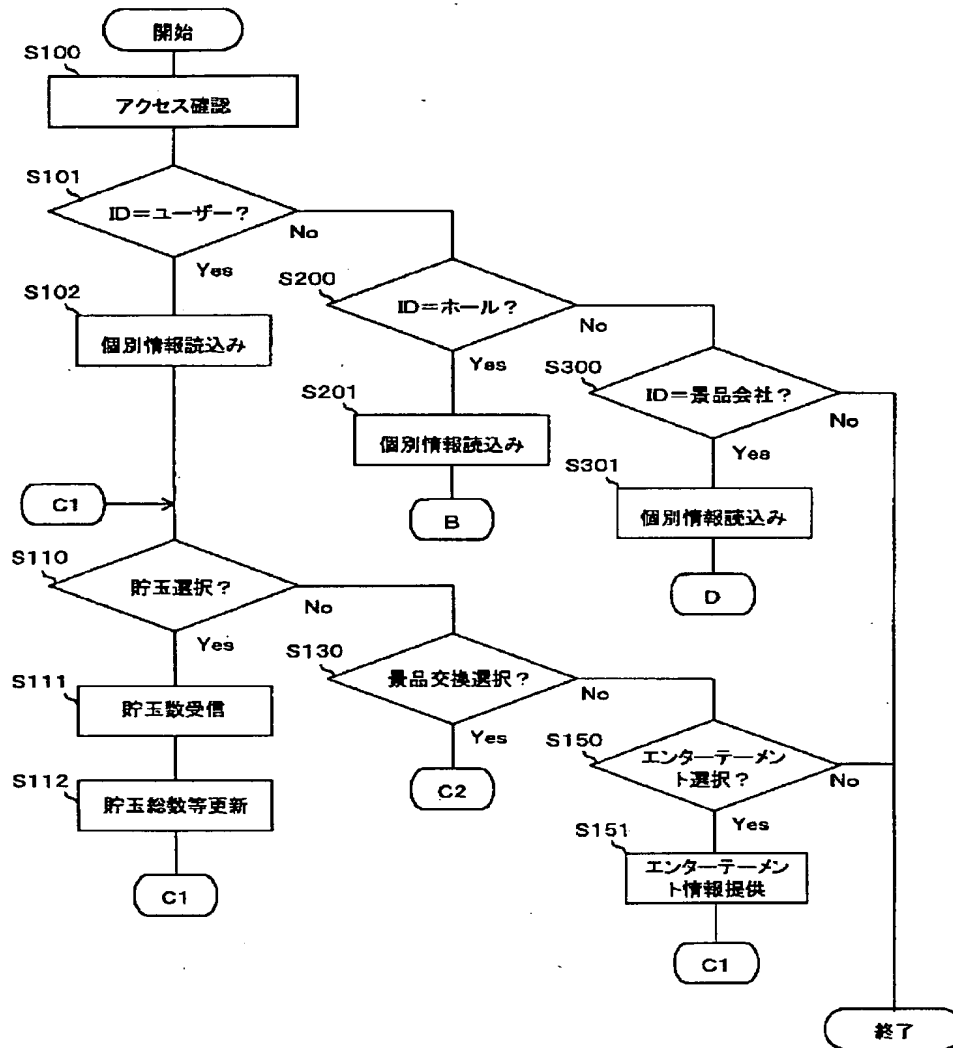 開始
S100
アクセス確認
S101
ID＝ユーザー？
No
Yes
S102
個別情報読込み
S200
ID＝ホール？
No
Yes
S201
個別情報読込み
B
S300
ID＝景品会社？
No
Yes
S301
個別情報読込み
D
C1
S110
貯玉選択？
No
Yes
S111
貯玉数受信
S112
貯玉総数等更新
C1
S130
景品交換選択？
No
Yes
C2
S150
エンターテーメン
ト選択？
No
Yes
S151
エンターテーメン
ト情報提供
C1
終了